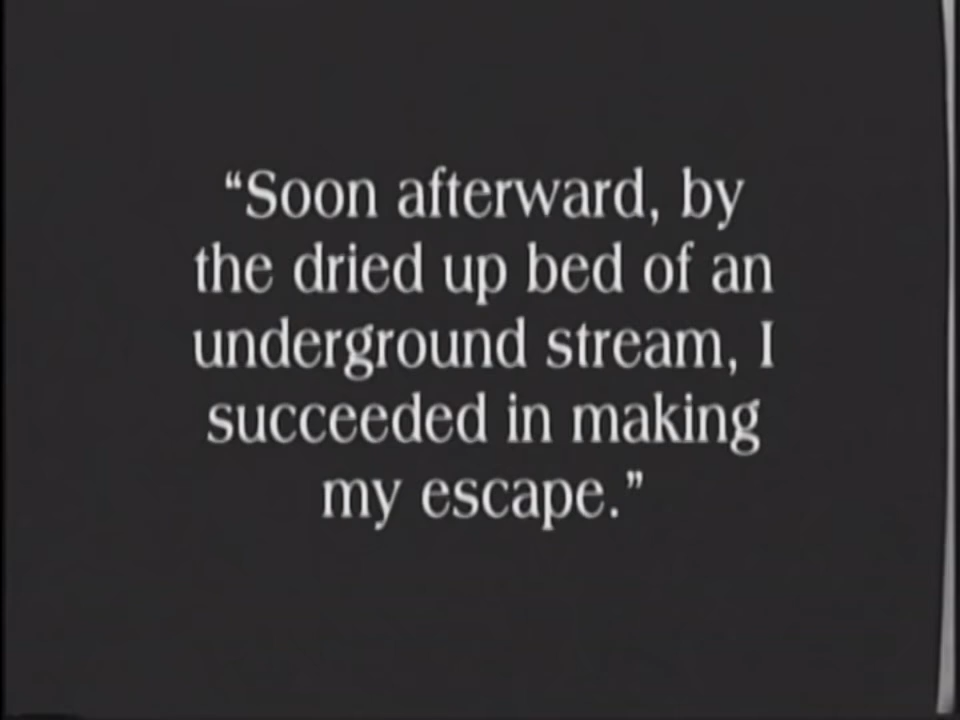 “Soon afterward, by
the dried up bed of an
underground stream, I
succeeded in making
my escape.”